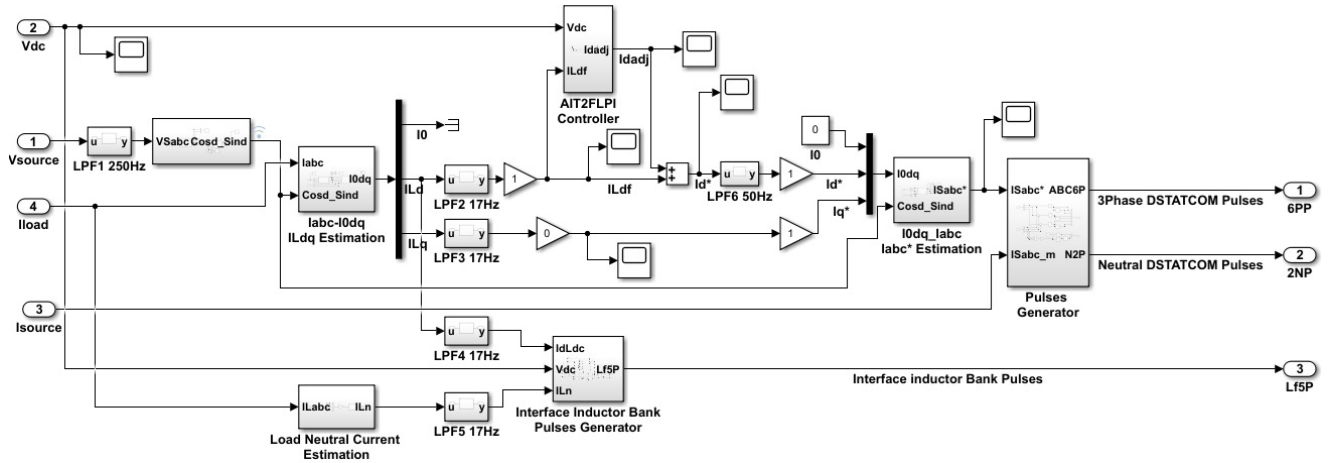 2
Vdc
Vdc
Idadj
ILdf
Idadj
AIT2FLPI
Controller
1
Vsource
u y
LPF1 250Hz
VSabc Cosd_Sind
I0
0
I0
Iabc
I0dq
Cosd_Sind
Iabc-I0dq
ILdq Estimation
ILd
u y
LPF2 17Hz
1
ILdf
+
+
Id*
u y
LPF6 50Hz
1
Id*
I0dq
ISabc*
Cosd_Sind
I0dq_Iabc
Iabc* Estimation
ISabc* ABC6P
ISabc_m N2P
Pulses
Generator
3Phase DSTATCOM Pulses
1
6PP
4
Iload
ILq
u y
LPF3 17Hz
0
1
Iq*
Neutral DSTATCOM Pulses
2
2NP
3
Isource
u y
LPF4 17Hz
IdLdc
Vdc Lf5P
ILn
Interface Inductor Bank
Pulses Generator
Interface inductor Bank Pulses
3
Lf5P
ILabc ILn
Load Neutral Current
Estimation
u y
LPF5 17Hz